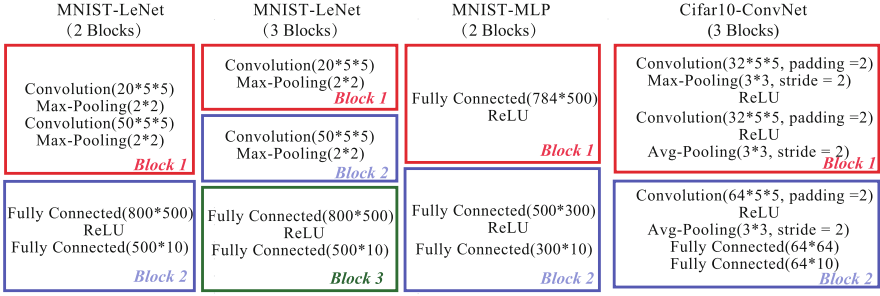 MNIST-LeNet
(2 Blocks)
Convolution(20*5*5)
Max-Pooling(2*2)
Convolution(50*5*5)
Max-Pooling(2*2)
Block 1
Fully Connected(800*500)
ReLU
Fully Connected(500*10)
Block 2
MNIST-LeNet
(3 Blocks)
Convolution(20*5*5)
Max-Pooling(2*2)
Block 1
Convolution(50*5*5)
Max-Pooling(2*2)
Block 2
Fully Connected(800*500)
ReLU
Fully Connected(500*10)
Block 3
MNIST-MLP
(2 Blocks)
Fully Connected(784*500)
ReLU
Block 1
Fully Connected(500*300)
ReLU
Fully Connected(300*10)
Block 2
Cifar10-ConvNet
(3 Blocks)
Convolution(32*5*5, padding =2)
Max-Pooling(3*3, stride = 2)
ReLU
Convolution(32*5*5, padding =2)
ReLU
Avg-Pooling(3*3, stride = 2)
Block 1
Convolution(64*5*5, padding =2)
ReLU
Avg-Pooling(3*3, stride = 2)
Fully Connected(64*64)
Fully Connected(64*10)
Block 2